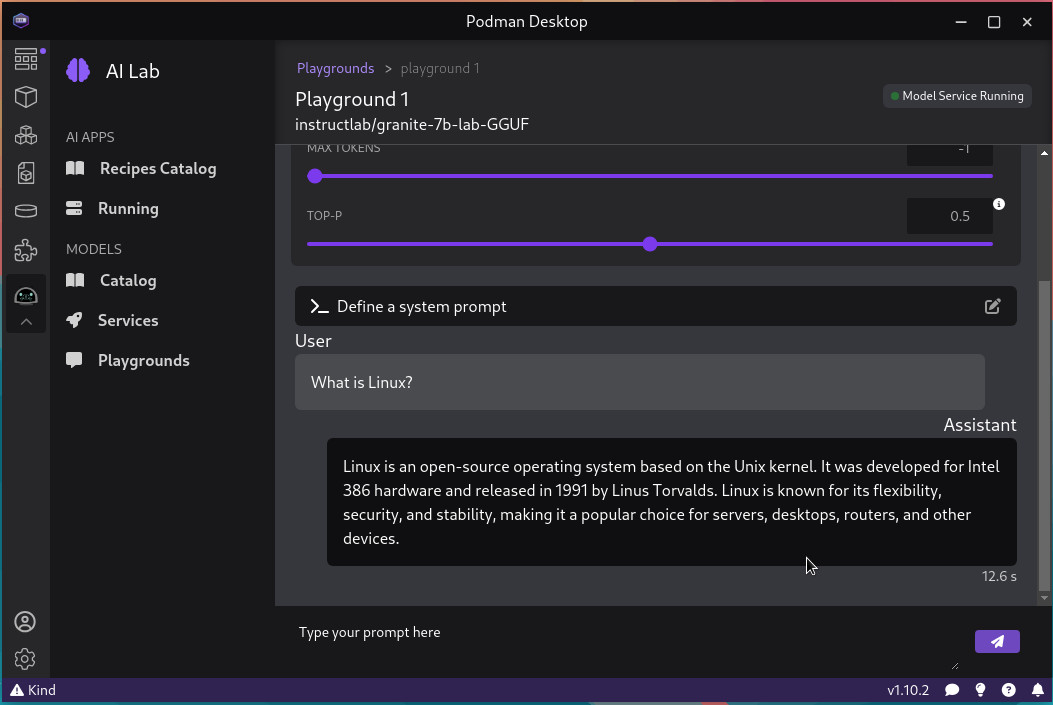 Podman Desktop
AI Lab
AI APPS
Recipes Catalog
Running
MODELS
Catalog
Services
Playgrounds
Playgrounds > playground 1
Playground 1
instructlab/granite-7b-lab-GGUF
Model Service Running
MAX TOKENS
-1
TOP-P
0.5
Define a system prompt
User
What is Linux?
Assistant
Linux is an open-source operating system based on the Unix kernel. It was developed for Intel
386 hardware and released in 1991 by Linus Torvalds. Linux is known for its flexibility,
security, and stability, making it a popular choice for servers, desktops, routers, and other
devices.
12.6 s
Type your prompt here
Kind
v1.10.2